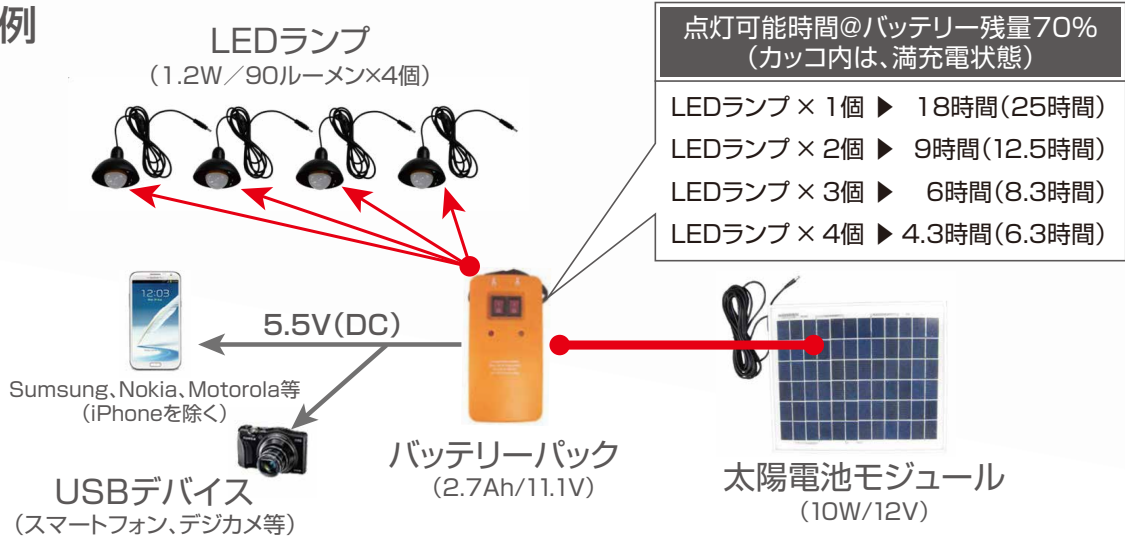 例
LEDランプ
(1.2W／90ルーメン×4個)
点灯可能時間@バッテリー残量70%
(カッコ内は、満充電状態)
LEDランプ × 1個 ▶ 18時間(25時間)
LEDランプ × 2個 ▶ 9時間(12.5時間)
LEDランプ × 3個 ▶ 6時間(8.3時間)
LEDランプ × 4個 ▶ 4.3時間(6.3時間)
12:03
5.5V(DC)
Sumsung、Nokia、Motorola等
(iPhoneを除く)
USBデバイス
(スマートフォン、デジカメ等)
バッテリーパック
(2.7Ah/11.1V)
太陽電池モジュール
(10W/12V)